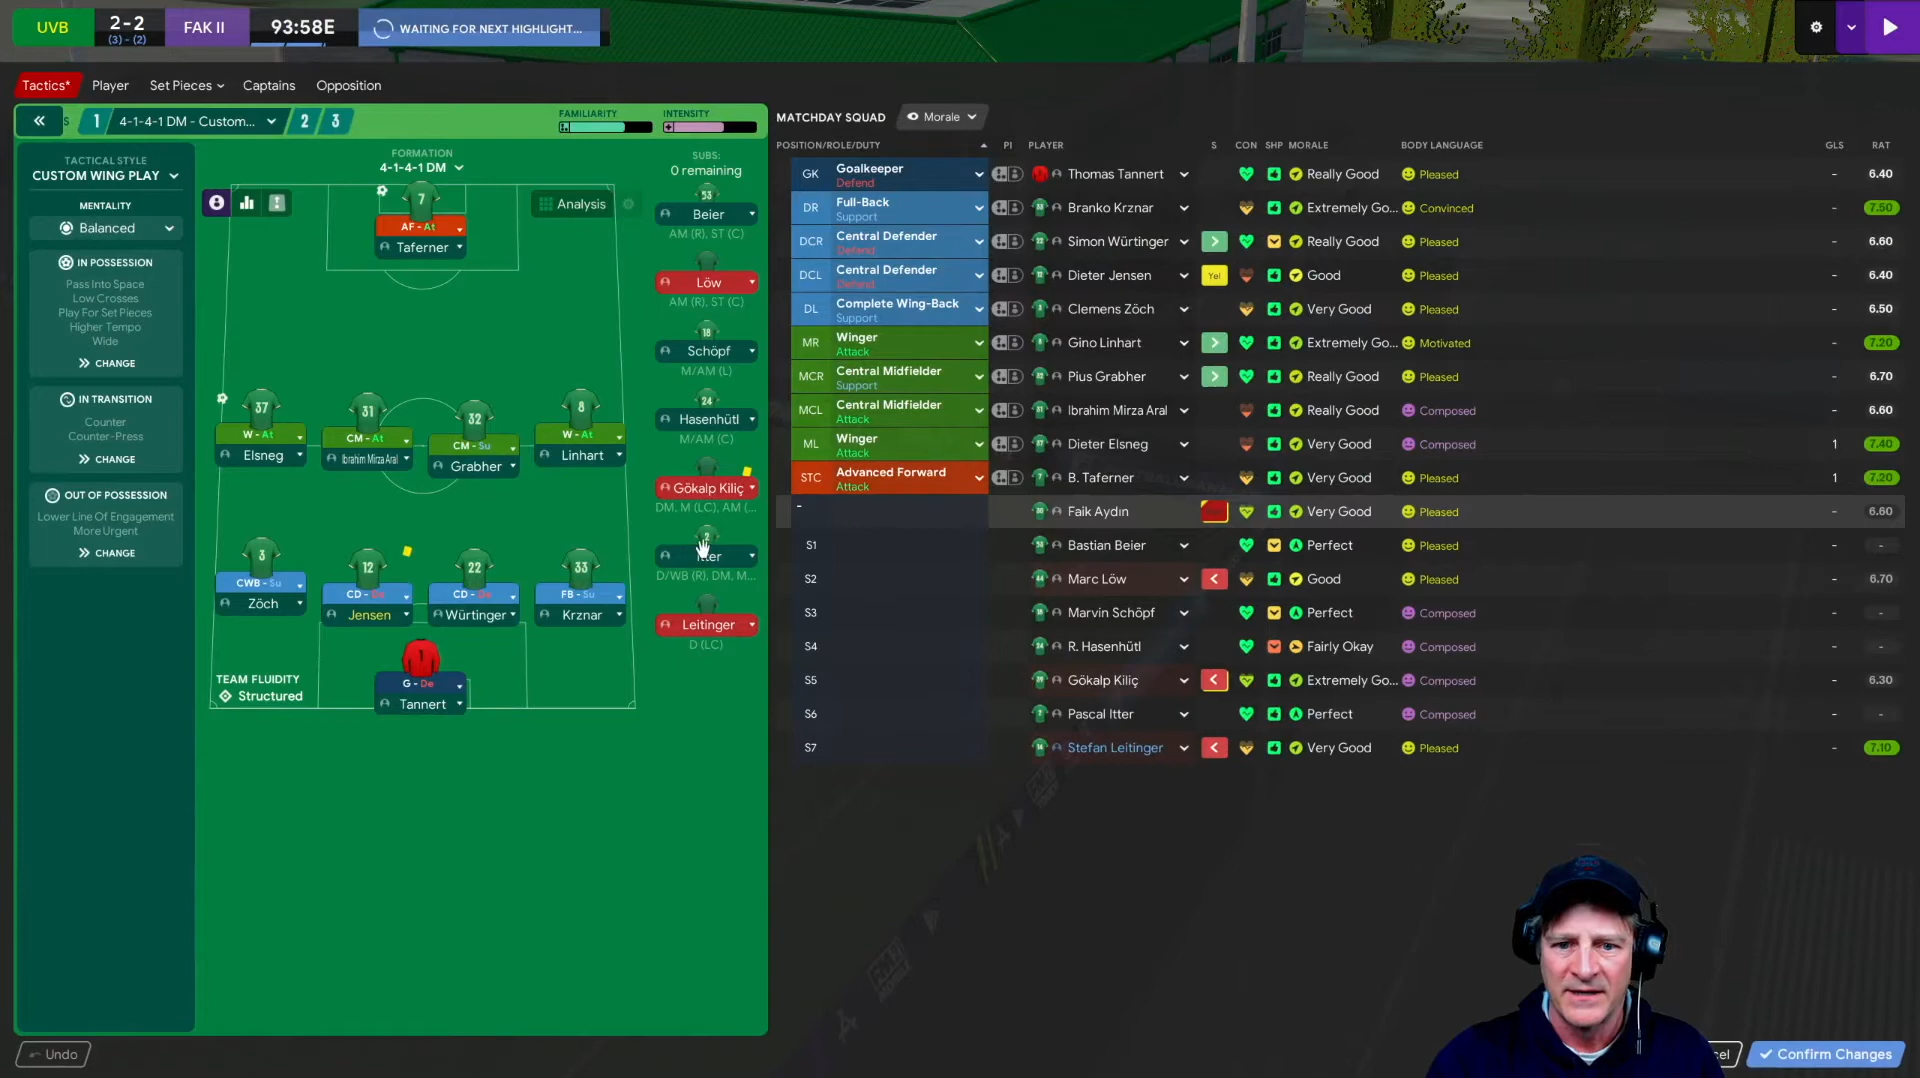 UVB
2-2
(3) - (2)
FAK II
93:58E
WAITING FOR NEXT HIGHLIGHT...
Tactics*
Player
Set Pieces
Captains
Opposition
S
1
4-1-4-1 DM - Custom...
2
3
FAMILIARITY
INTENSITY
TACTICAL STYLE
CUSTOM WING PLAY
MENTALITY
Balanced
IN POSSESSION
Pass Into Space
Low Crosses
Play For Set Pieces
Higher Tempo
Wide
CHANGE
IN TRANSITION
Counter
Counter-Press
CHANGE
OUT OF POSSESSION
Lower Line Of Engagement
More Urgent
CHANGE
FORMATION
4-1-4-1 DM
Analysis
7
AF - At
Taferner
37
W - At
Elsneg
31
CM - At
Ibrahim Mirza Aral
32
CM - Su
Grabher
8
W - At
Linhart
3
CWB - Su
Zöch
12
CD - De
Jensen
22
CD - De
Würtinger
33
FB - Su
Krznar
1
G - De
Tannert
TEAM FLUIDITY
Structured
SUBS:
0 remaining
53
Beier
AM (R), ST (C)
Löw
AM (R), ST (C)
18
Schöpf
M/AM (L)
24
Hasenhütl
M/AM (C)
Gökalp Kiliç
DM, M (LC), AM (...
2
Itter
D/WB (R), DM, M...
Leitinger
D (LC)
MATCHDAY SQUAD
Morale
POSITION/ROLE/DUTY PI PLAYER S CON SHP MORALE BODY LANGUAGE GLS RAT
GK Goalkeeper Defend Thomas Tannert Really Good Pleased - 6.40
DR Full-Back Support Branko Krznar Extremely Go... Convinced - 7.50
DCR Central Defender Defend Simon Würtinger Really Good Pleased - 6.60
DCL Central Defender Defend Dieter Jensen Yel Good Pleased - 6.40
DL Complete Wing-Back Support Clemens Zöch Very Good Pleased - 6.50
MR Winger Attack Gino Linhart Extremely Go... Motivated - 7.20
MCR Central Midfielder Support Pius Grabher Really Good Pleased - 6.70
MCL Central Midfielder Attack Ibrahim Mirza Aral Really Good Composed - 6.60
ML Winger Attack Dieter Elsneg Very Good Composed 1 7.40
STC Advanced Forward Attack B. Taferner Very Good Pleased 1 7.20
- Faik Aydın Very Good Pleased - 6.60
S1 Bastian Beier Perfect Pleased - -
S2 Marc Löw Good Pleased - 6.70
S3 Marvin Schöpf Perfect Composed - -
S4 R. Hasenhütl Fairly Okay Composed - -
S5 Gökalp Kiliç Extremely Go... Composed - 6.30
S6 Pascal Itter Perfect Composed - -
S7 Stefan Leitinger Very Good Pleased - 7.10
Undo
Confirm Changes